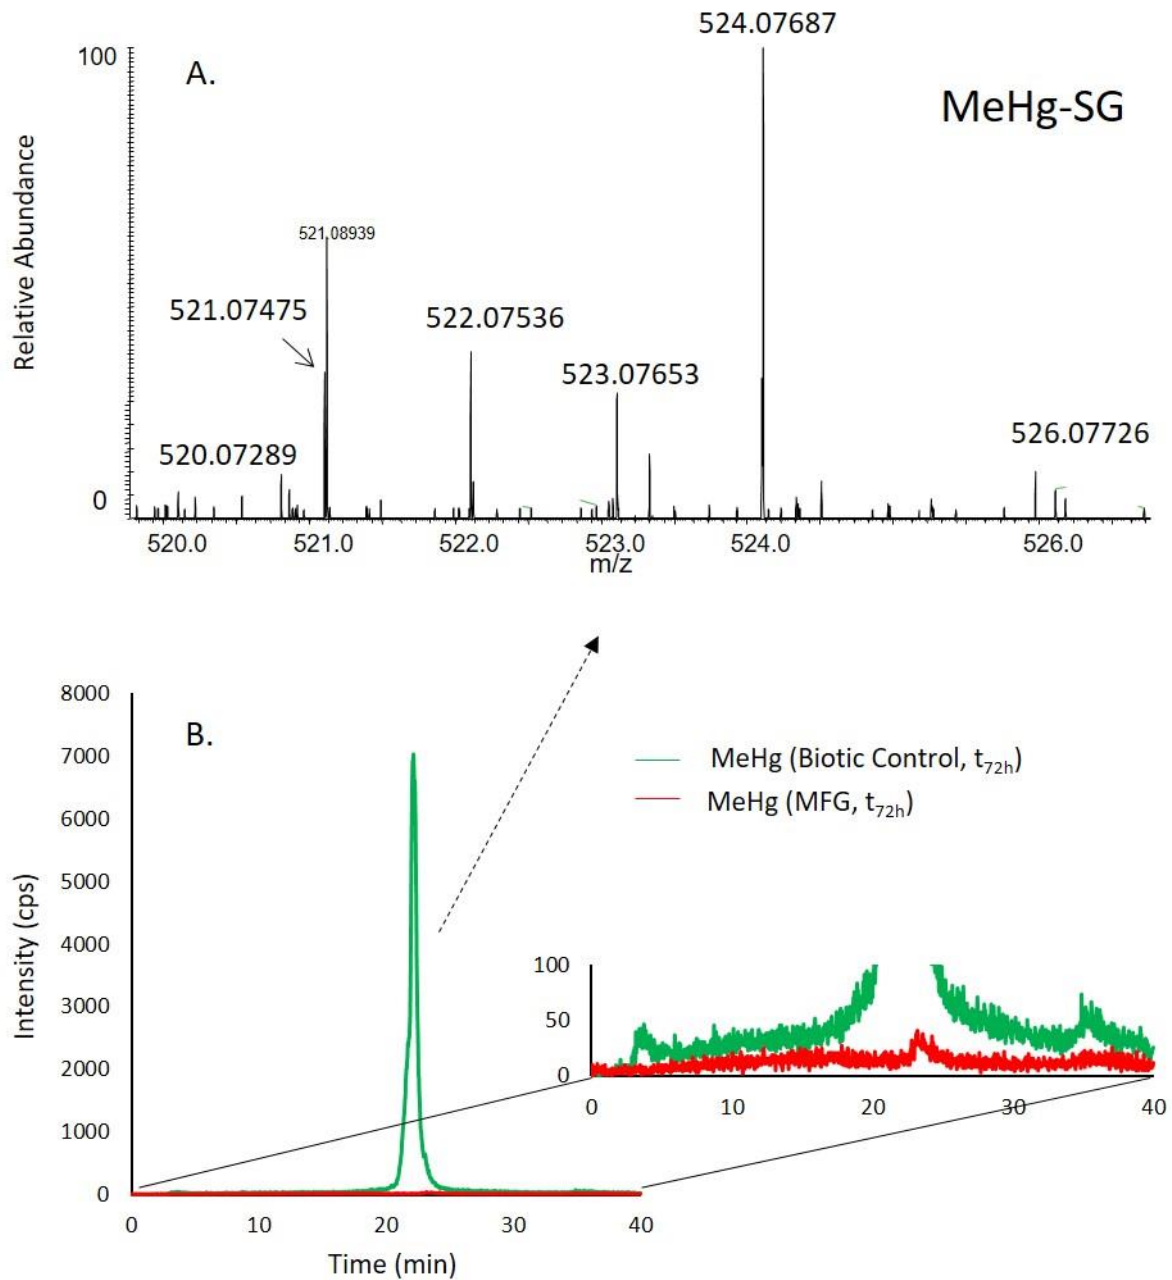 524.07687
100
A.
MeHg-SG
Relative Abundance
521.08939
521.07475
522.07536
523.07653
520.07289
526.07726
0
520.0 521.0 522.0 523.0 524.0 526.0
m/z
8000
B.
7000
MeHg (Biotic Control, t72h)
MeHg (MFG, t72h)
6000
5000
4000
3000
2000
1000
0
Intensity (cps)
100
50
0
0 10 20 30 40
0 10 20 30 40
Time (min)